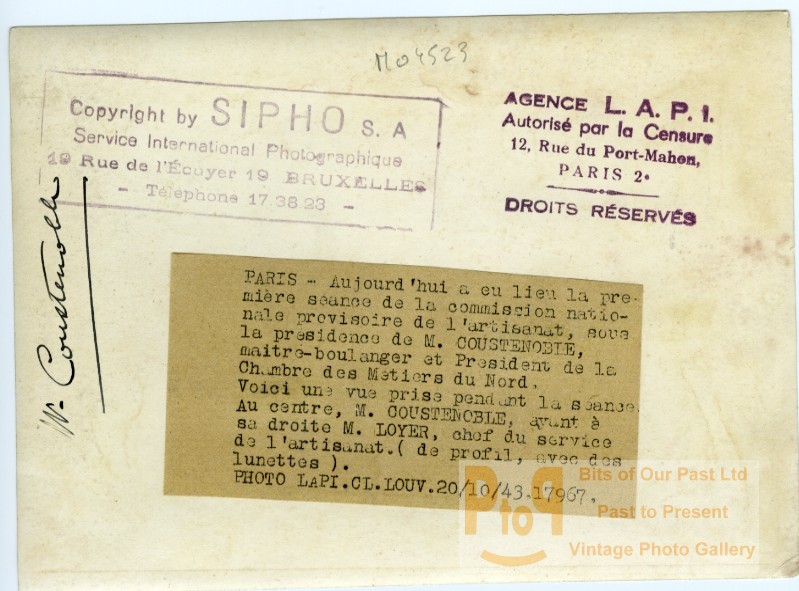 M04523
Copyright by SIPHO S. A
Service International Photographique
19 Rue de l'Écuyer 19 BRUXELLES
- Téléphone 17.38.23 -
AGENCE L. A. P. I.
Autorisé par la Censure
12, Rue du Port-Mahon,
PARIS 2e
DROITS RÉSERVÉS
Coustenoble
PARIS - Aujourd'hui a eu lieu la pre-
mière séance de la commission natio-
nale provisoire de l'artisanat, sous
la présidence de M. COUSTENOBLE,
maitre-boulanger et Président de la
Chambre des Métiers du Nord.
Voici une vue prise pendant la séance.
Au centre, M. COUSTENOBLE, ayant à
sa droite M. LOYER, chef du service
de l'artisanat.( de profil, avec des
lunettes ).
PHOTO LAPI.CL.LOUV.20/10/43.17967.
PtoP
Bits of Our Past Ltd
Past to Present
Vintage Photo Gallery